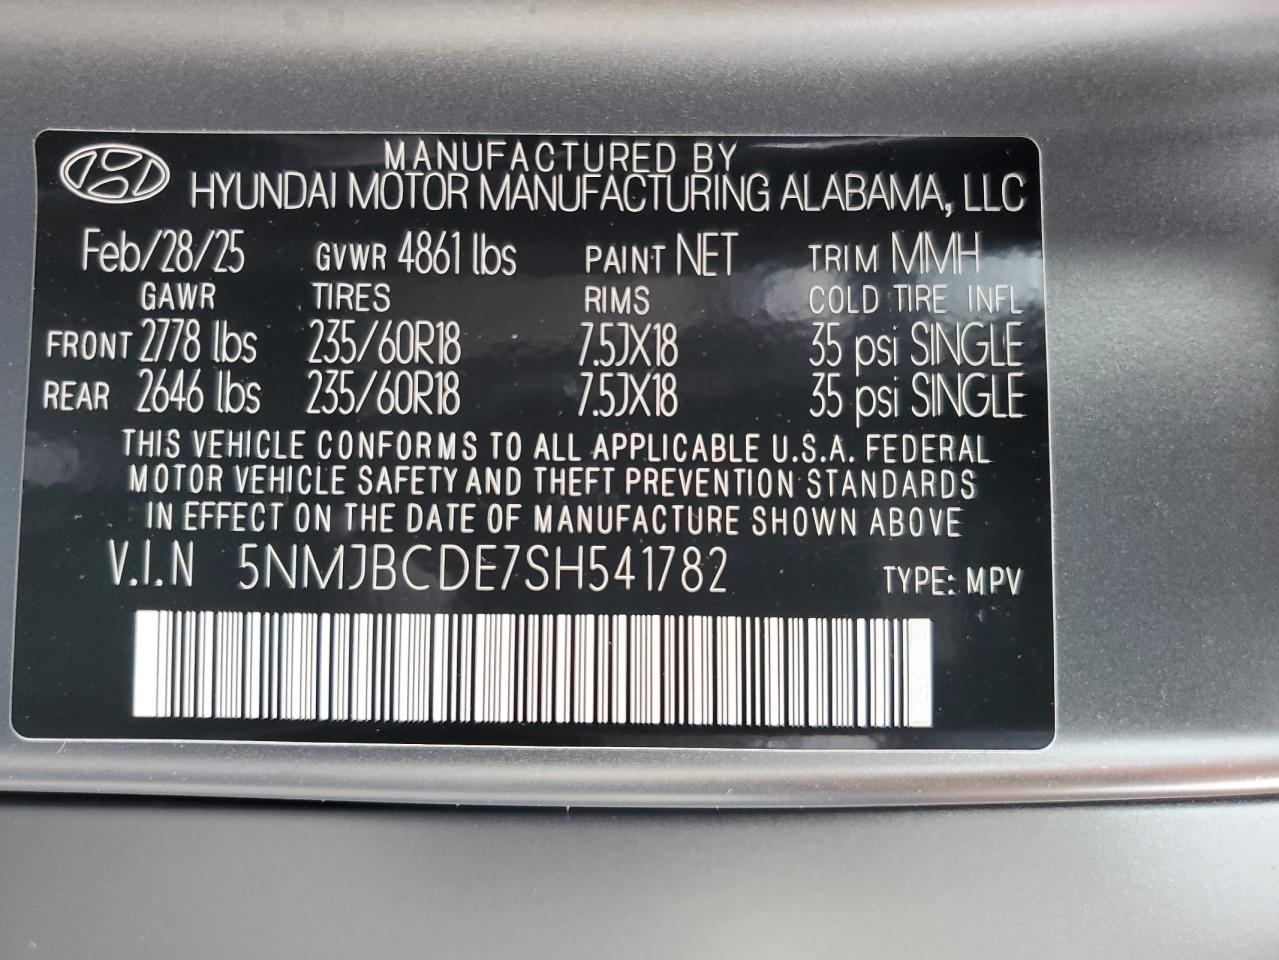 MANUFACTURED BY
HYUNDAI MOTOR MANUFACTURING ALABAMA, LLC
Feb/28/25 GVWR 4861 lbs PAINT NET TRIM MMH
GAWR TIRES RIMS COLD TIRE INFL
FRONT 2778 lbs 235/60R18 7.5JX18 35 psi SINGLE
REAR 2646 lbs 235/60R18 7.5JX18 35 psi SINGLE
THIS VEHICLE CONFORMS TO ALL APPLICABLE U.S.A. FEDERAL
MOTOR VEHICLE SAFETY AND THEFT PREVENTION STANDARDS
IN EFFECT ON THE DATE OF MANUFACTURE SHOWN ABOVE
V.I.N 5NMJBCDE7SH541782 TYPE: MPV